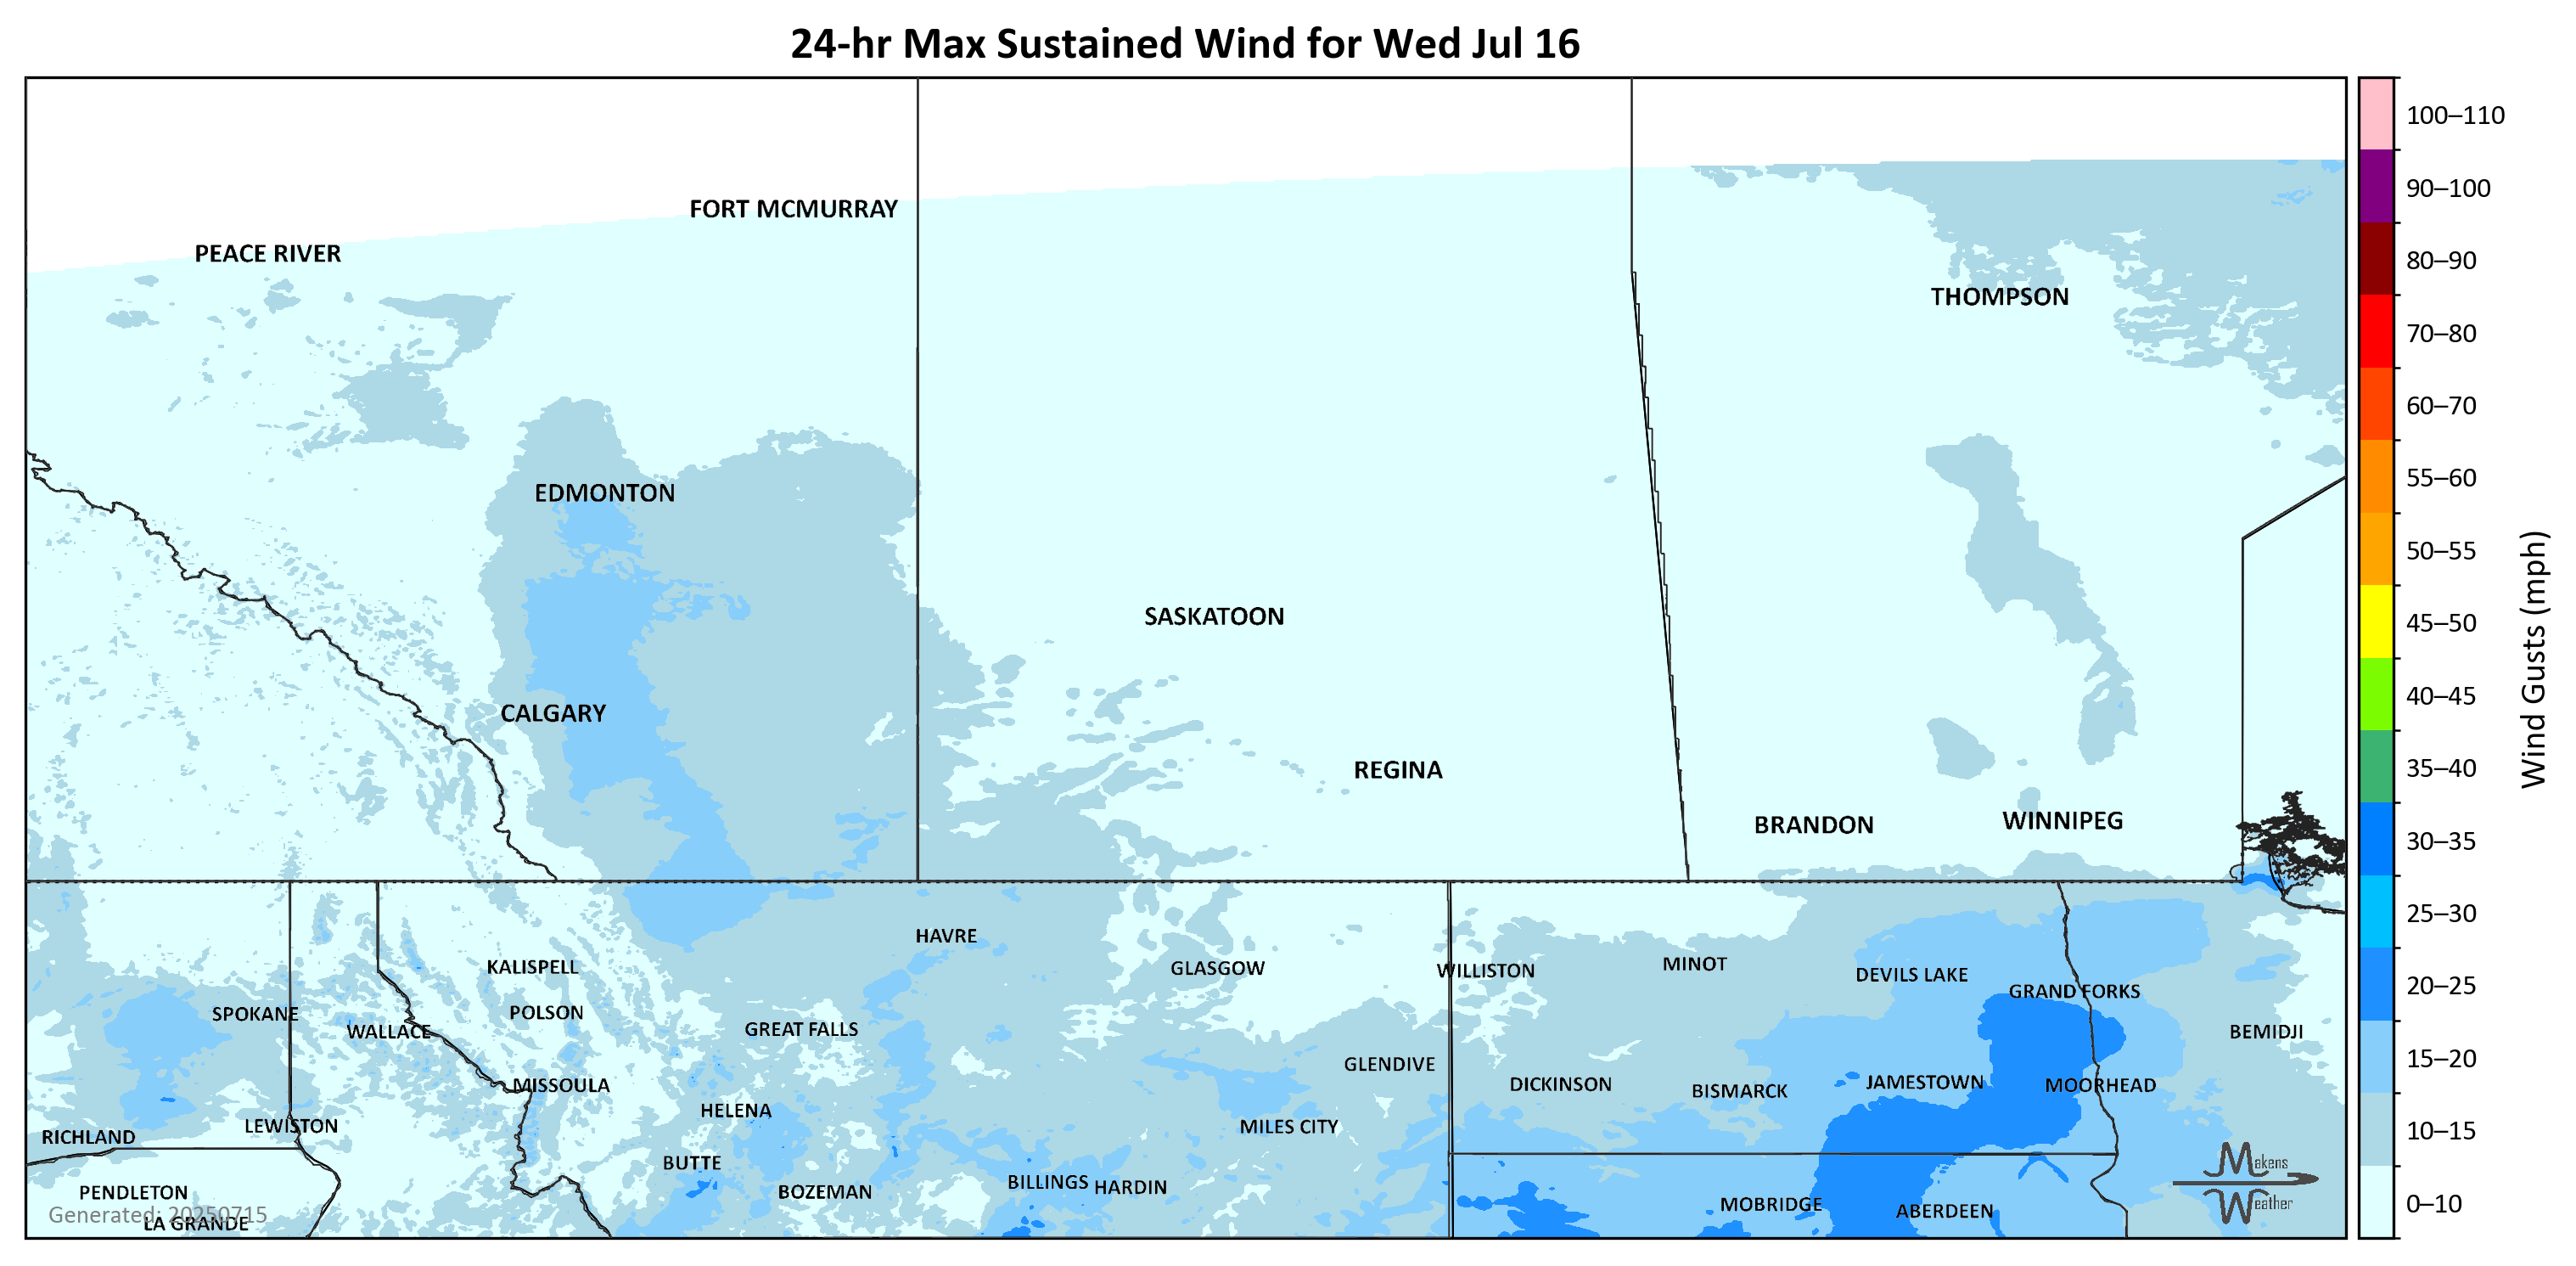 24-hr Max Sustained Wind for Wed Jul 16
100–110
90–100
80–90
70–80
60–70
55–60
50–55
45–50
40–45
35–40
30–35
25–30
20–25
15–20
10–15
0–10
Wind Gusts (mph)
FORT MCMURRAY
PEACE RIVER
THOMPSON
EDMONTON
SASKATOON
CALGARY
REGINA
BRANDON
WINNIPEG
HAVRE
KALISPELL
GLASGOW
WILLISTON
MINOT
DEVILS LAKE
GRAND FORKS
SPOKANE
POLSON
WALLACE
GREAT FALLS
BEMIDJI
GLENDIVE
MISSOULA
DICKINSON
BISMARCK
JAMESTOWN
MOORHEAD
HELENA
LEWISTON
MILES CITY
RICHLAND
BUTTE
BILLINGS
HARDIN
PENDLETON
BOZEMAN
MOBRIDGE
ABERDEEN
LA GRANDE
Generated: 20250715
Makens
Weather